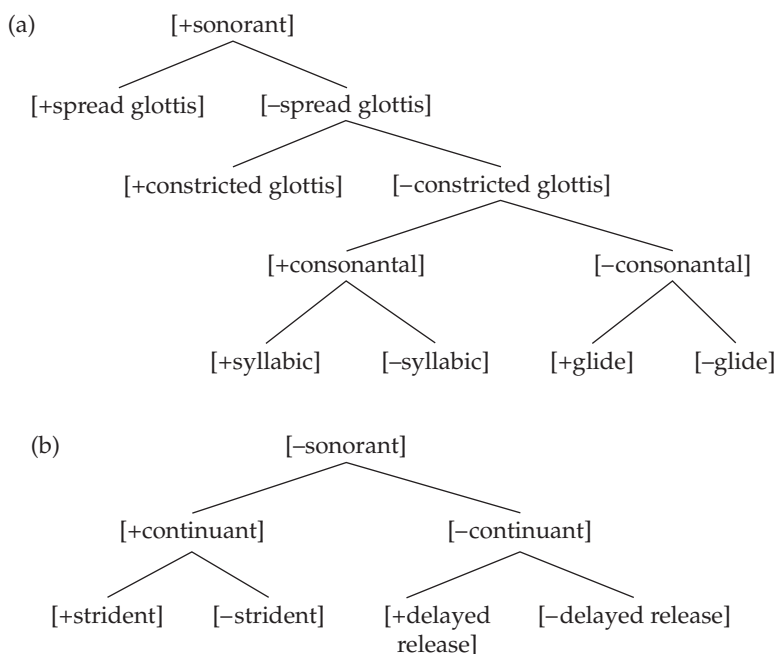 (a) [+sonorant]
[+spread glottis] [–spread glottis]
[+constricted glottis] [–constricted glottis]
[+consonantal] [–consonantal]
[+syllabic] [–syllabic] [+glide] [–glide]
(b) [–sonorant]
[+continuant] [–continuant]
[+strident] [–strident] [+delayed [–delayed release]
release]